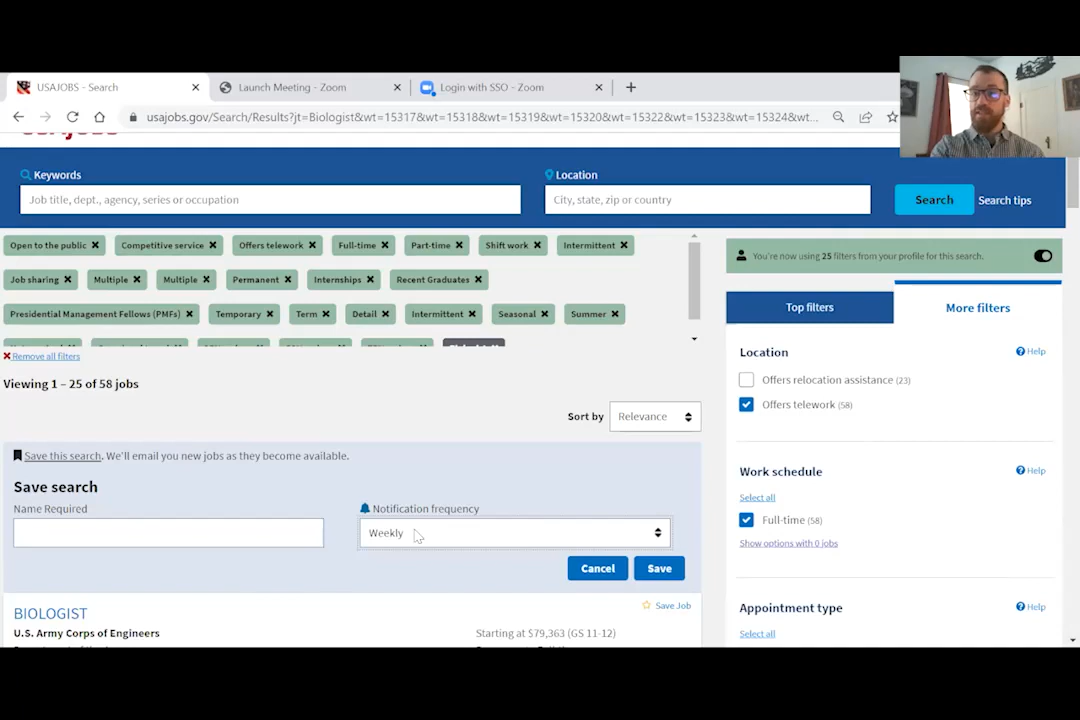 USAJOBS - Search
Launch Meeting - Zoom
Login with SSO - Zoom
usajobs.gov/Search/Results?jt=Biologist&wt=15317&wt=15318&wt=15319&wt=15320&wt=15322&wt=15323&wt=15324&wt...
Keywords
Location
Job title, dept., agency, series or occupation
City, state, zip or country
Search
Search tips
Open to the public
Competitive service
Offers telework
Full-time
Part-time
Shift work
Intermittent
Job sharing
Multiple
Multiple
Permanent
Internships
Recent Graduates
Presidential Management Fellows (PMFs)
Temporary
Term
Detail
Intermittent
Seasonal
Summer
Remove all filters
Viewing 1 – 25 of 58 jobs
Sort by
Relevance
Save this search. We'll email you new jobs as they become available.
Save search
Name Required
Notification frequency
Weekly
Cancel
Save
BIOLOGIST
Save Job
U.S. Army Corps of Engineers
Starting at $79,363 (GS 11-12)
You're now using 25 filters from your profile for this search.
Top filters
More filters
Location
Help
Offers relocation assistance (23)
Offers telework (58)
Work schedule
Help
Select all
Full-time (58)
Show options with 0 jobs
Appointment type
Help
Select all